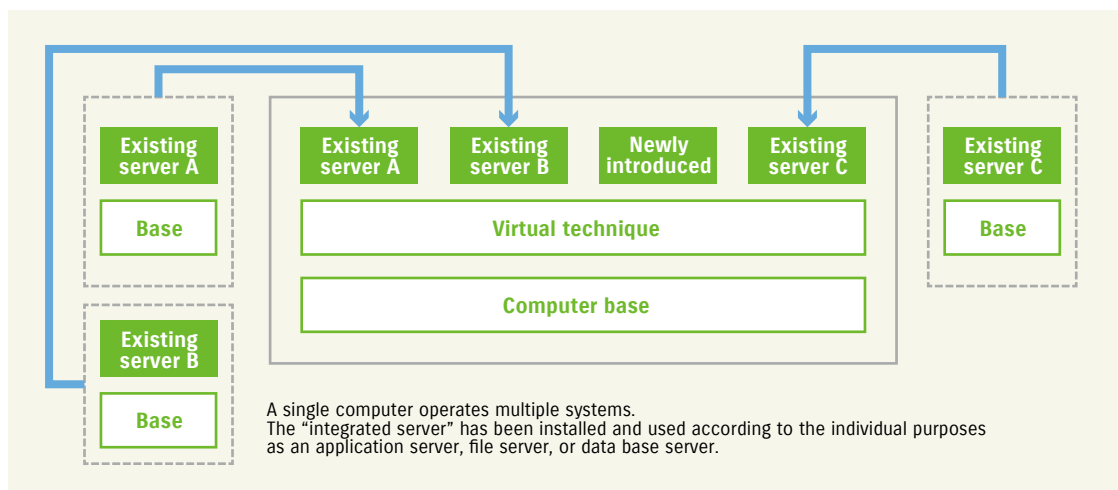 Existing
server A
Base
Existing
server B
Base
Existing
server A
Existing
server B
Newly
introduced
Existing
server C
Virtual technique
Computer base
Existing
server C
Base
A single computer operates multiple systems.
The “integrated server” has been installed and used according to the individual purposes
as an application server, file server, or data base server.